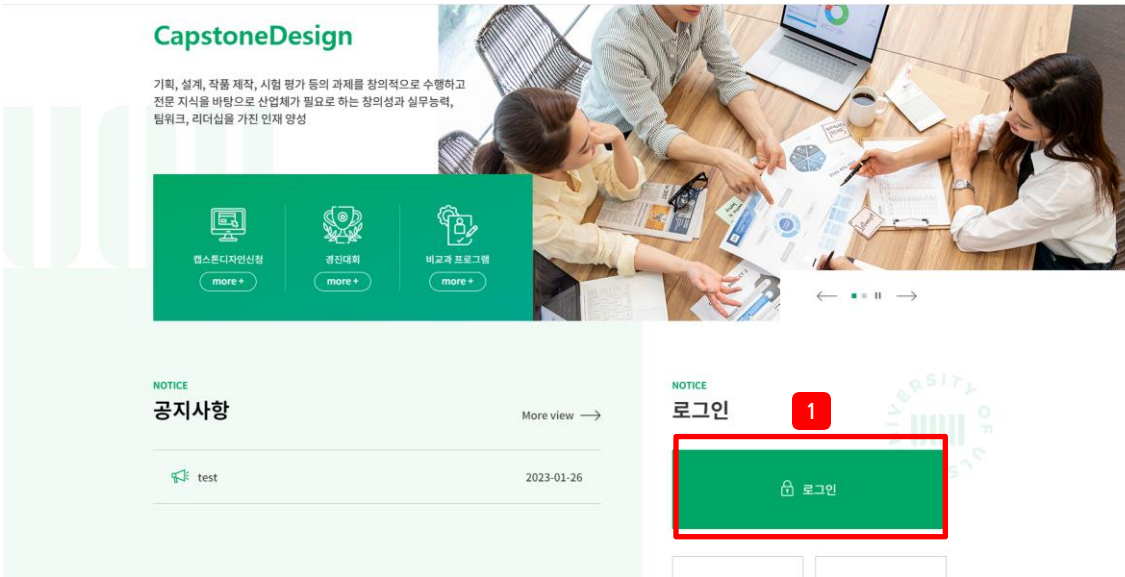 CapstoneDesign
기획, 설계, 작품 제작, 시험 평가 등의 과제를 창의적으로 수행하고
전문 지식을 바탕으로 산업체가 필요로 하는 창의성과 실무능력,
팀워크, 리더십을 가진 인재 양성
캡스톤디자인신청
more +
경진대회
more +
비교과 프로그램
more +
NOTICE
공지사항
More view
test
2023-01-26
NOTICE
로그인
1
로그인